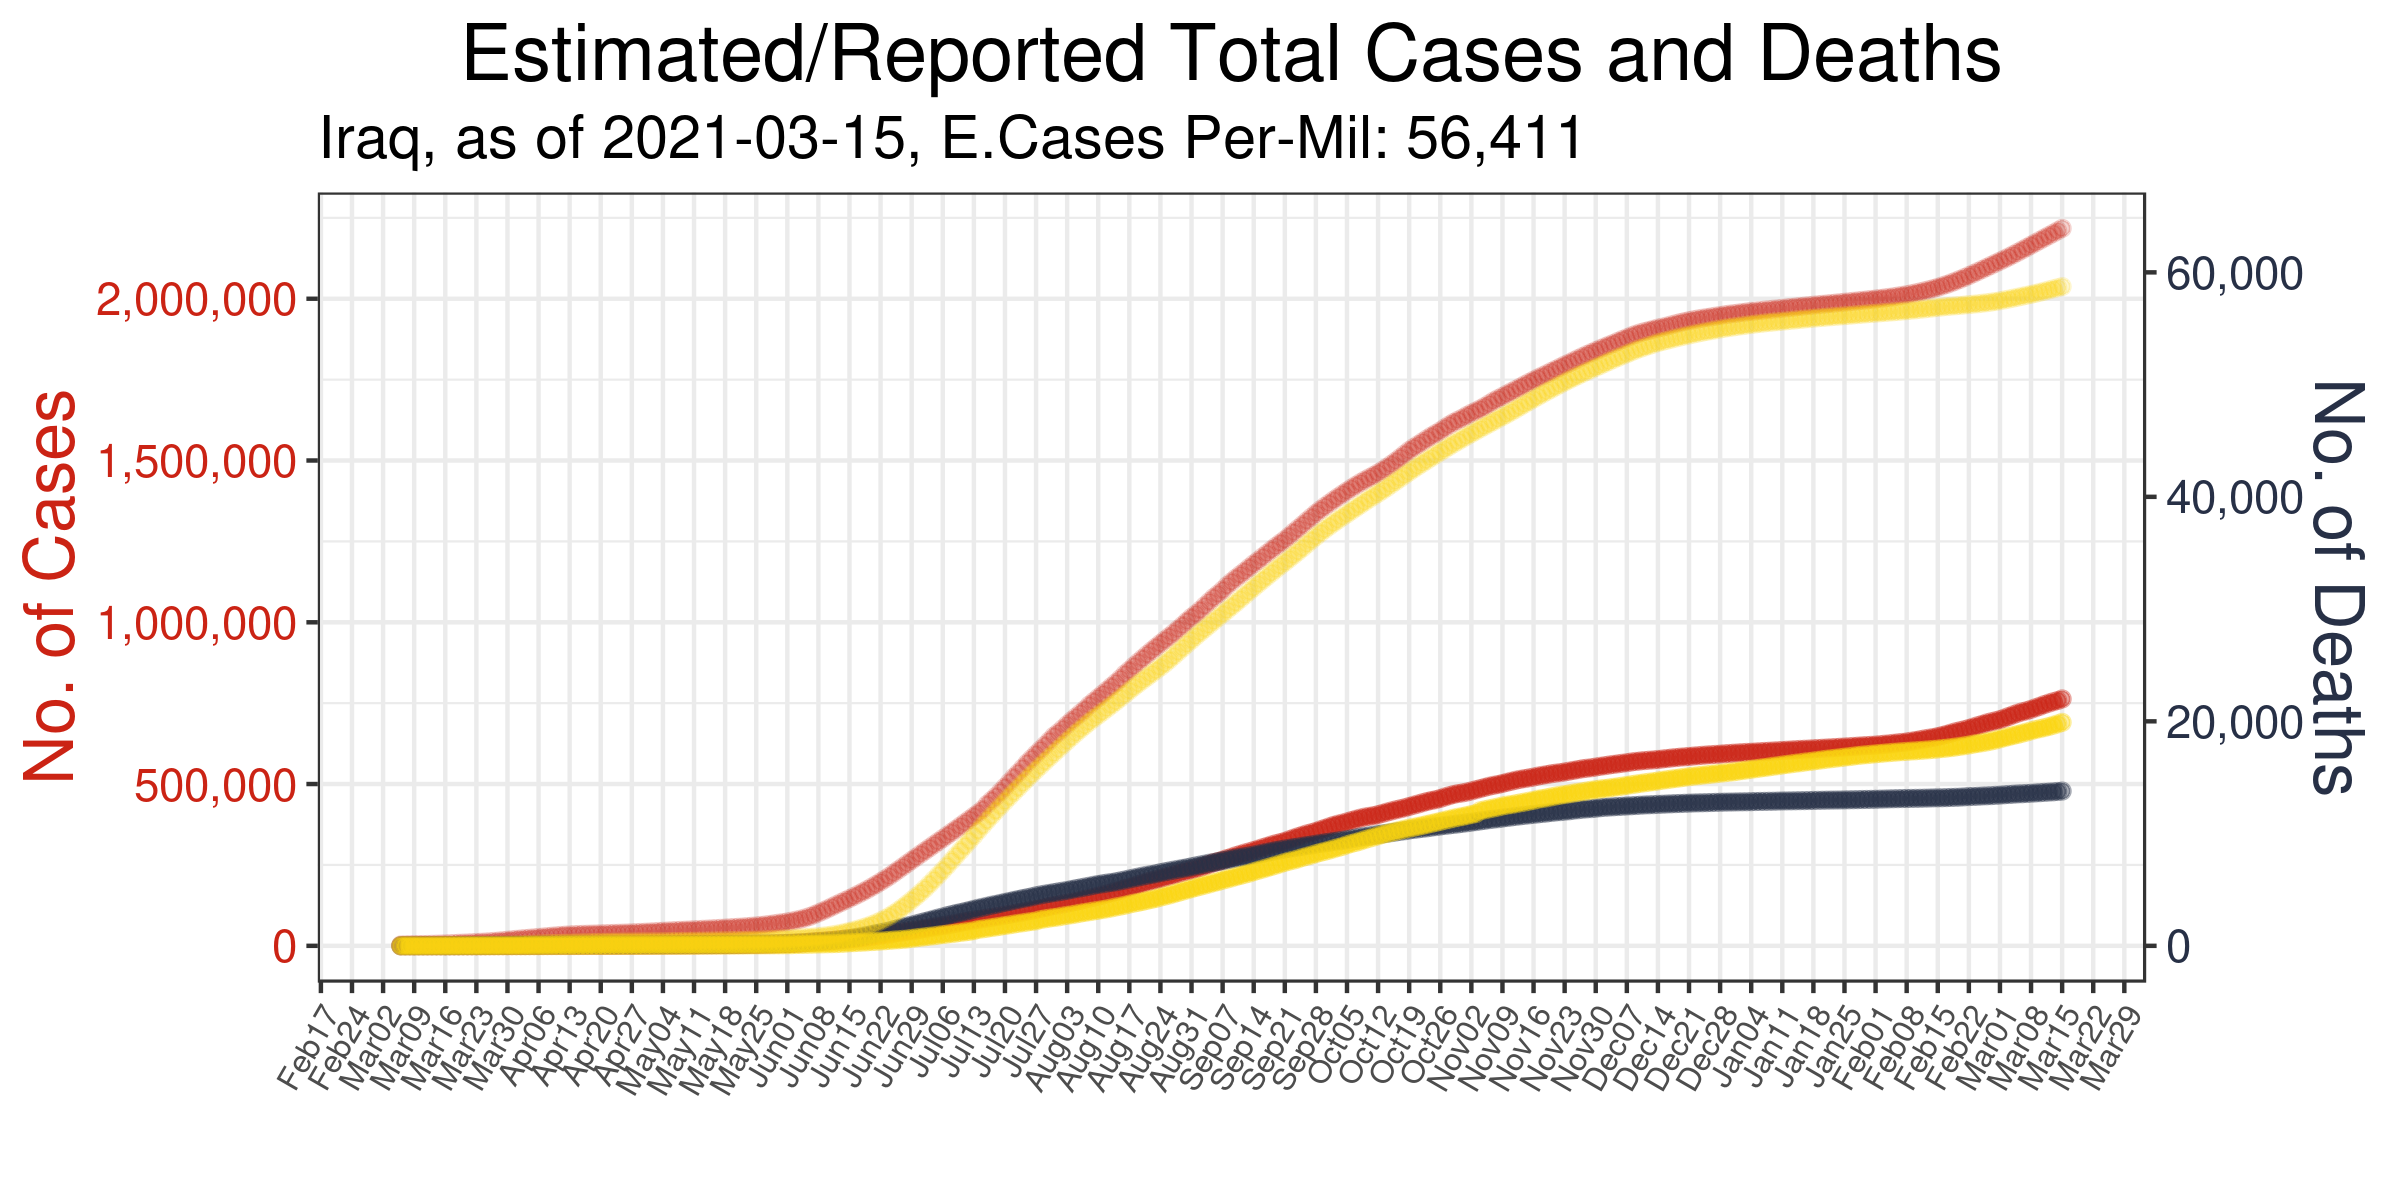 Estimated/Reported Total Cases and Deaths
Iraq, as of 2021-03-15, E.Cases Per-Mil: 56,411
No. of Cases
2,000,000
1,500,000
1,000,000
500,000
0
60,000
40,000
20,000
0
No. of Deaths
Feb17
Feb24
Mar02
Mar09
Mar16
Mar23
Mar30
Apr06
Apr13
Apr20
Apr27
May04
May11
May18
May25
Jun01
Jun08
Jun15
Jun22
Jun29
Jul06
Jul13
Jul20
Jul27
Aug03
Aug10
Aug17
Aug24
Aug31
Sep07
Sep14
Sep21
Sep28
Oct05
Oct12
Oct19
Oct26
Nov02
Nov09
Nov16
Nov23
Nov30
Dec07
Dec14
Dec21
Dec28
Jan04
Jan11
Jan18
Jan25
Feb01
Feb08
Feb15
Feb22
Mar01
Mar08
Mar15
Mar22
Mar29